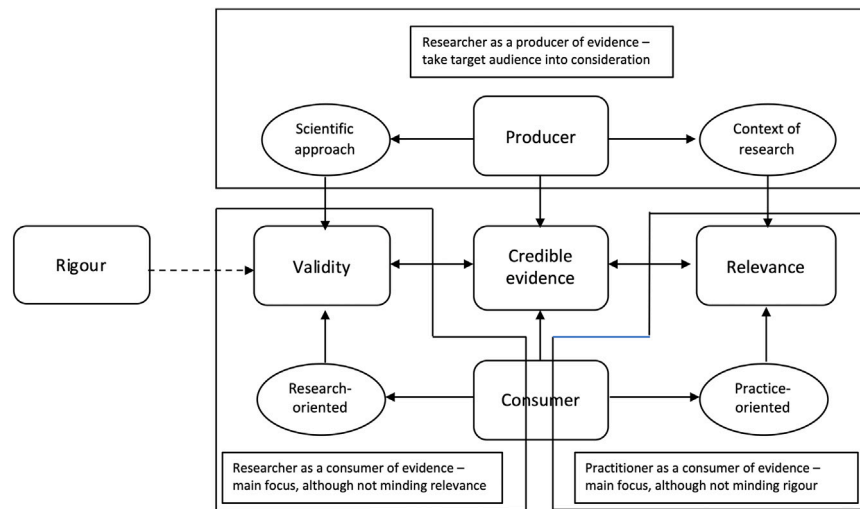 Researcher as a producer of evidence –
take target audience into consideration
Scientific
approach
Producer
Context of
research
Rigour
Validity
Credible
evidence
Relevance
Research-
oriented
Consumer
Practice-
oriented
Researcher as a consumer of evidence –
main focus, although not minding relevance
Practitioner as a consumer of evidence –
main focus, although not minding rigour